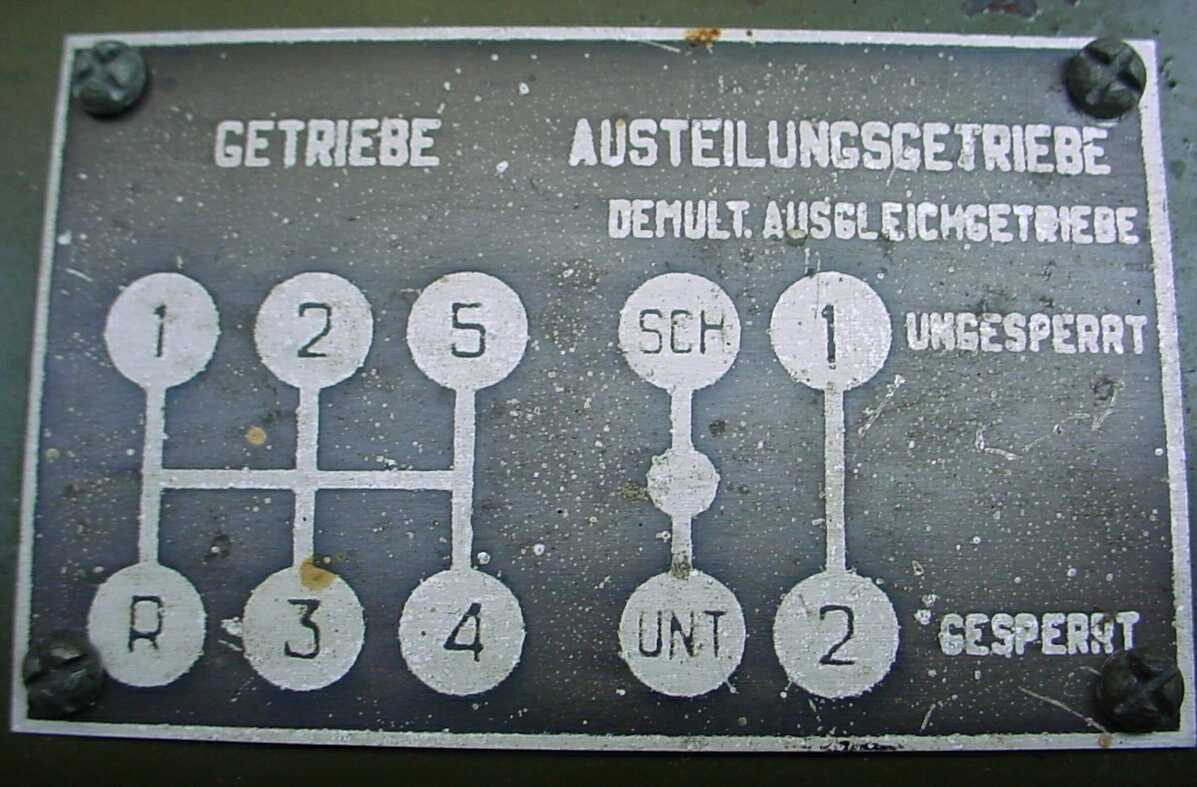 GETRIEBE AUSTEILUNGSGETRIEBE
DEMULT. AUSGLEICHGETRIEBE
1 2 5 SCH 1 UNGESPERRT
R 3 4 UNT 2 GESPERRT